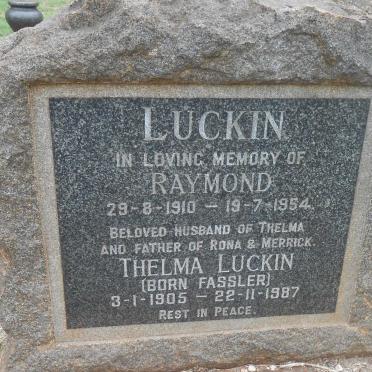 LUCKIN
IN LOVING MEMORY OF
RAYMOND
29-8-1910 – 19-7-1954.
BELOVED HUSBAND OF THELMA
AND FATHER OF RONA & MERRICK.
THELMA LUCKIN
(BORN FASSLER)
3-1-1905 – 22-11-1987
REST IN PEACE.